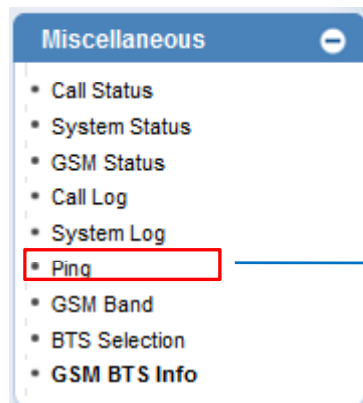 Miscellaneous
Call Status
System Status
GSM Status
Call Log
System Log
Ping
GSM Band
BTS Selection
GSM BTS Info